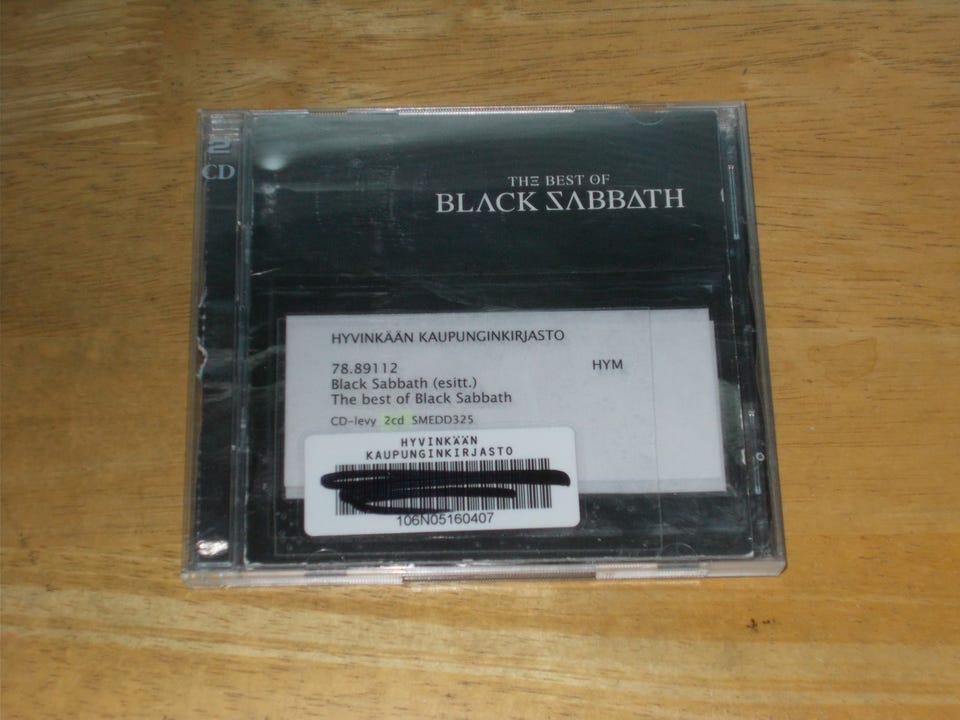 2
CD
THE BEST OF
BLACK SABBATH
HYVINKÄÄN KAUPUNGINKIRJASTO
78.89112 HYM
Black Sabbath (esitt.)
The best of Black Sabbath
CD-levy 2cd SMEDD325
HYVINKÄÄN
KAUPUNGINKIRJASTO
106N05160407